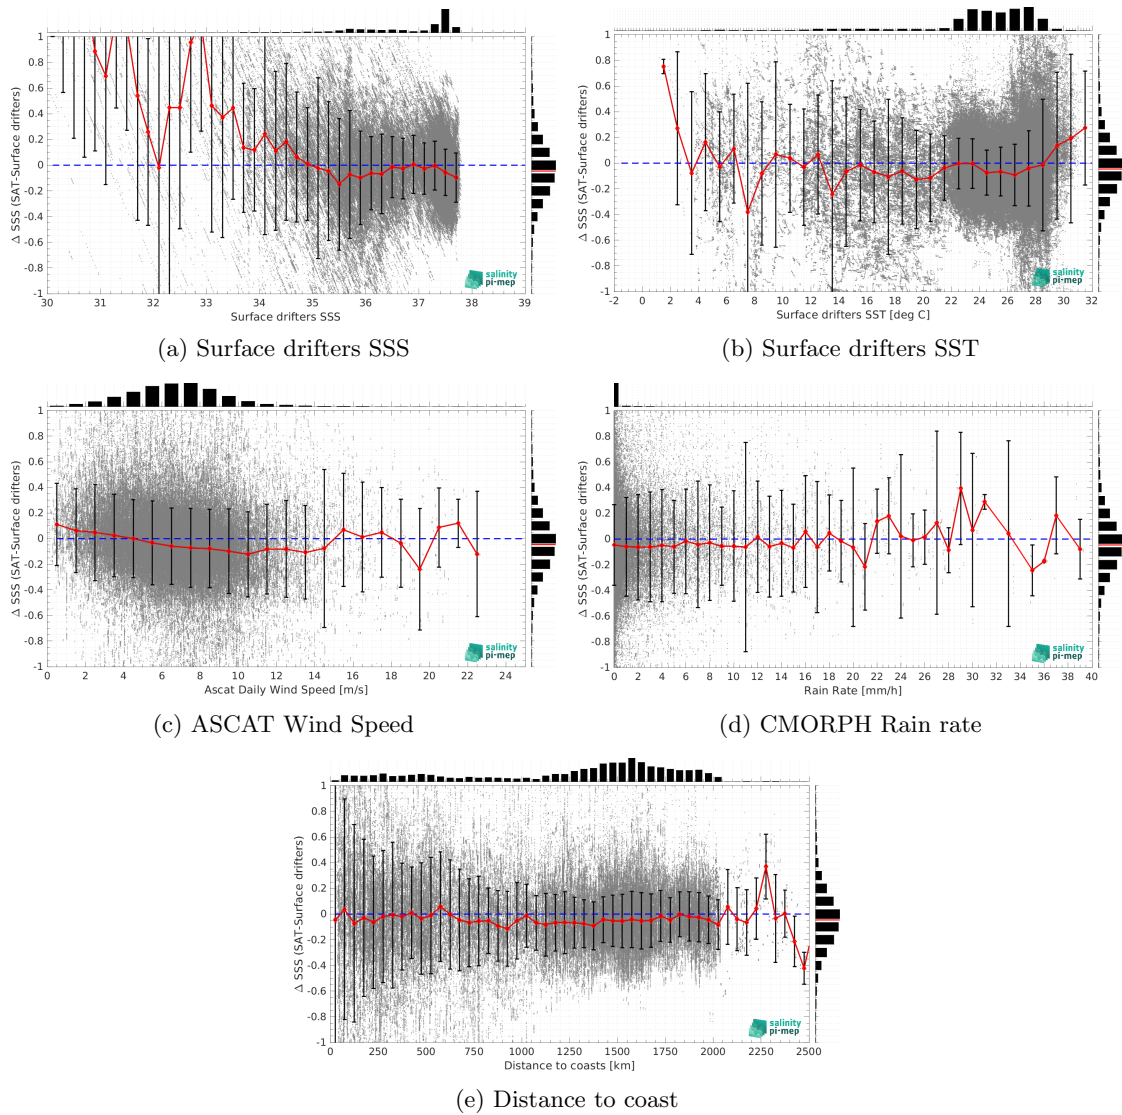 Δ SSS (SAT-Surface drifters)
1
0.8
0.6
0.4
0.2
0
-0.2
-0.4
-0.6
-0.8
-1
30 31 32 33 34 35 36 37 38 39
Surface drifters SSS
salinity
pi-mep
(a) Surface drifters SSS
Δ SSS (SAT-Surface drifters)
1
0.8
0.6
0.4
0.2
0
-0.2
-0.4
-0.6
-0.8
-1
-2 0 2 4 6 8 10 12 14 16 18 20 22 24 26 28 30 32
Surface drifters SST [deg C]
salinity
pi-mep
(b) Surface drifters SST
Δ SSS (SAT-Surface drifters)
1
0.8
0.6
0.4
0.2
0
-0.2
-0.4
-0.6
-0.8
-1
0 2 4 6 8 10 12 14 16 18 20 22 24
Ascat Daily Wind Speed [m/s]
salinity
pi-mep
(c) ASCAT Wind Speed
Δ SSS (SAT-Surface drifters)
1
0.8
0.6
0.4
0.2
0
-0.2
-0.4
-0.6
-0.8
-1
0 2 4 6 8 10 12 14 16 18 20 22 24 26 28 30 32 34 36 38 40
Rain Rate [mm/h]
salinity
pi-mep
(d) CMORPH Rain rate
Δ SSS (SAT-Surface drifters)
1
0.8
0.6
0.4
0.2
0
-0.2
-0.4
-0.6
-0.8
-1
0 250 500 750 1000 1250 1500 1750 2000 2250 2500
Distance to coasts [km]
salinity
pi-mep
(e) Distance to coast